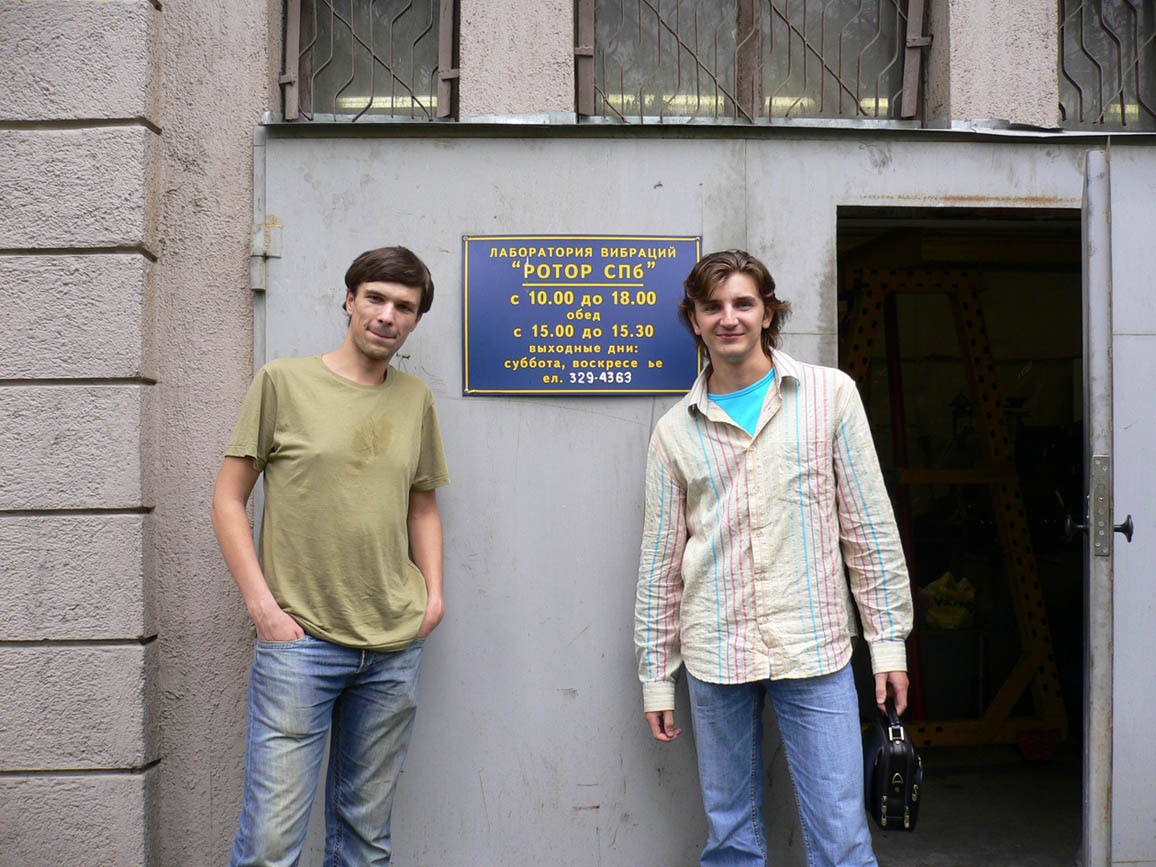 ЛАБОРАТОРИЯ ВИБРАЦИЙ
"РОТОР СПб"
с 10.00 до 18.00
обед
с 15.00 до 15.30
выходные дни:
суббота, воскресе ье
ел. 329-4363